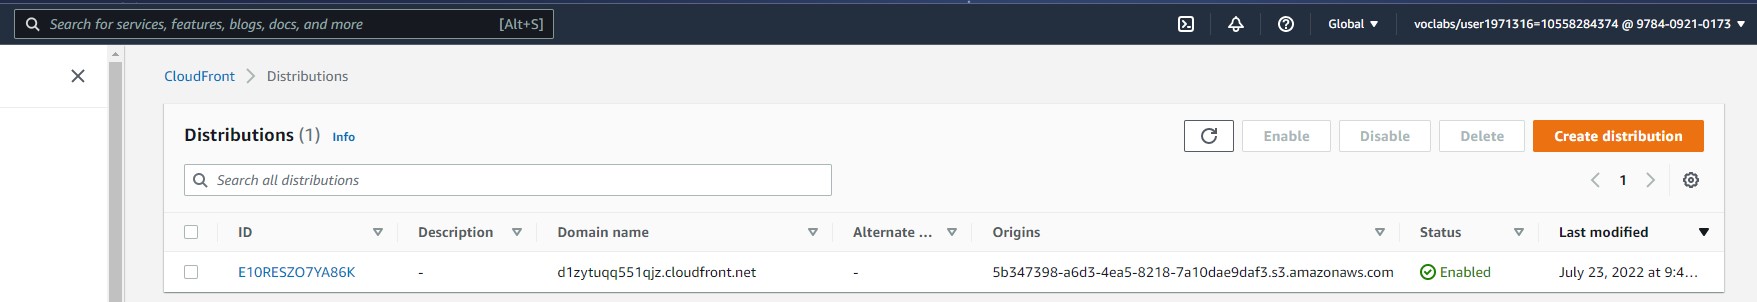 Search for services, features, blogs, docs, and more [Alt+S] Global voclabs/user1971316=10558284374 @ 9784-0921-0173
CloudFront Distributions
Distributions (1) Info Enable Disable Delete Create distribution
Search all distributions 1
ID Description Domain name Alternate ... Origins Status Last modified
E10RESZO7YA86K - d1zytuqq551qjz.cloudfront.net - 5b347398-a6d3-4ea5-8218-7a10dae9daf3.s3.amazonaws.com Enabled July 23, 2022 at 9:4...